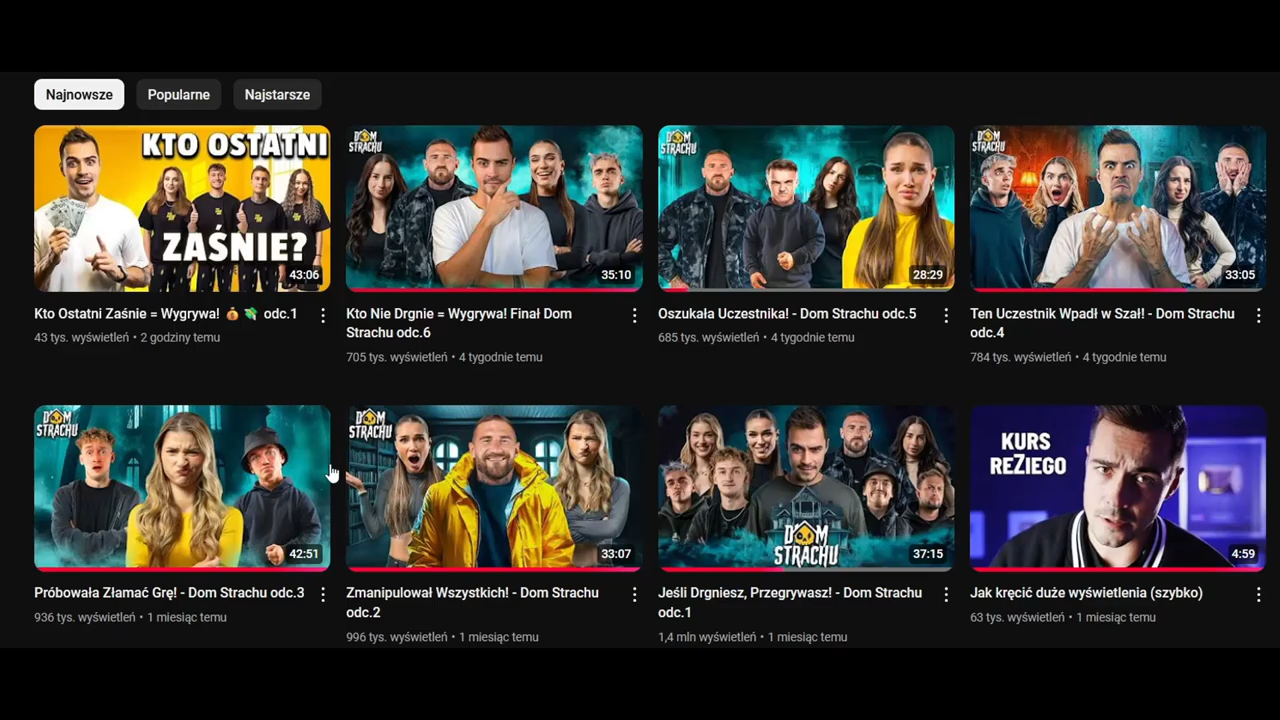 Najnowsze
Popularne
Najstarsze
KTO OSTATNI
ZAŚNIE?
43:06
DOM
STRACHU
35:10
DOM
STRACHU
28:29
DOM
STRACHU
33:05
Kto Ostatni Zaśnie = Wygrywa! 💰 💸 odc.1
43 tys. wyświetleń • 2 godziny temu
Kto Nie Drgnie = Wygrywa! Finał Dom
Strachu odc.6
705 tys. wyświetleń • 4 tygodnie temu
Oszukała Uczestnika! - Dom Strachu odc.5
685 tys. wyświetleń • 4 tygodnie temu
Ten Uczestnik Wpadł w Szał! - Dom Strachu
odc.4
784 tys. wyświetleń • 4 tygodnie temu
DOM
STRACHU
42:51
DOM
STRACHU
33:07
DOM
STRACHU
37:15
KURS
REZIEGO
4:59
Próbowała Złamać Grę! - Dom Strachu odc.3
936 tys. wyświetleń • 1 miesiąc temu
Zmanipulował Wszystkich! - Dom Strachu
odc.2
996 tys. wyświetleń • 1 miesiąc temu
Jeśli Drgniesz, Przegrywasz! - Dom Strachu
odc.1
1,4 mln wyświetleń • 1 miesiąc temu
Jak kręcić duże wyświetlenia (szybko)
63 tys. wyświetleń • 1 miesiąc temu